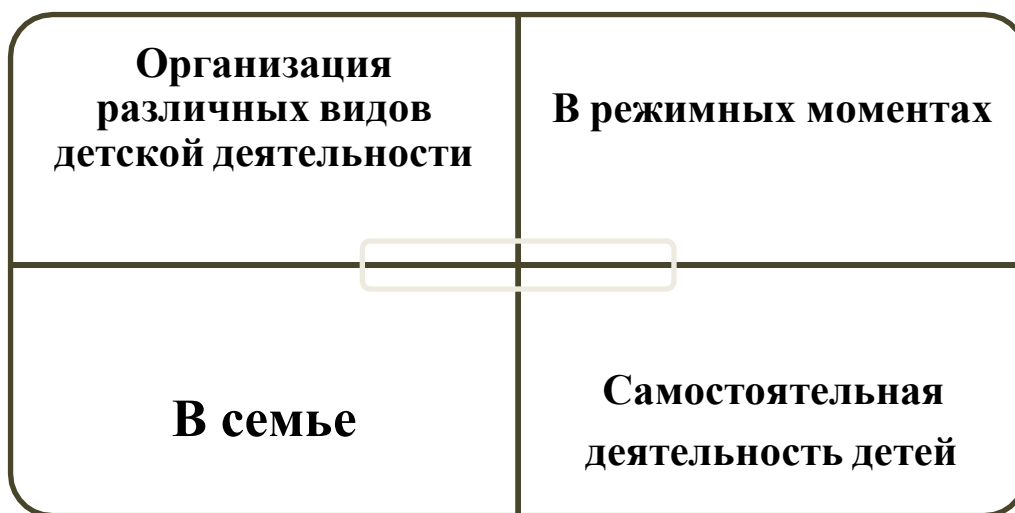 Организация
различных видов
детской деятельности
В режимных моментах
В семье
Самостоятельная
деятельность детей